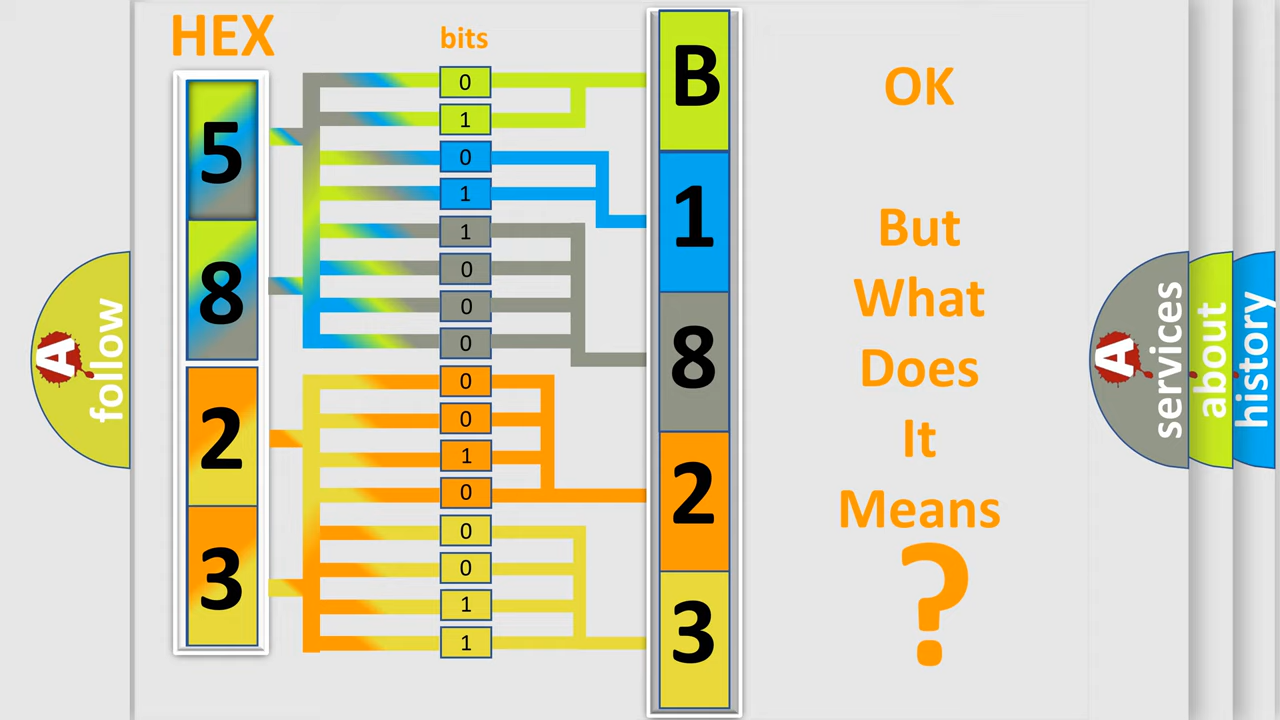 HEX
bits
5
8
2
3
0
1
0
1
1
0
0
0
0
0
1
0
0
0
1
1
B
1
8
2
3
OK
But
What
Does
It
Means
?
A
follow
A
services
about
history